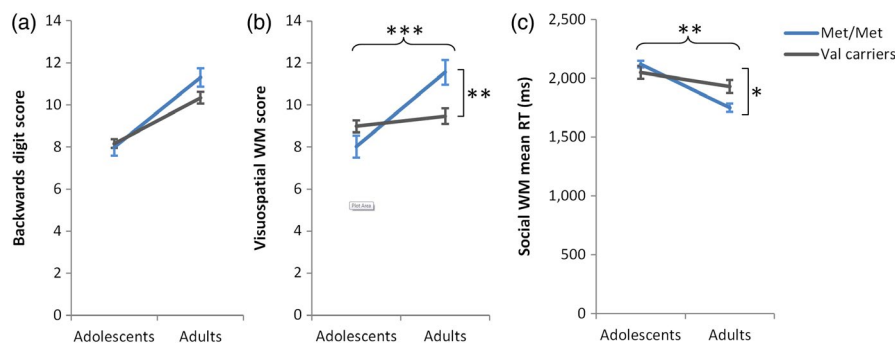 (a)
14
12
10
8
6
4
2
0
Backwards digit score
Adolescents Adults
(b)
***
14
12
10
8
6
4
2
0
Visuospatial WM score
**
Plot Area
Adolescents Adults
(c)
**
2,500
2,000
1,500
1,000
500
0
Social WM mean RT (ms)
*
Adolescents Adults
Met/Met
Val carriers